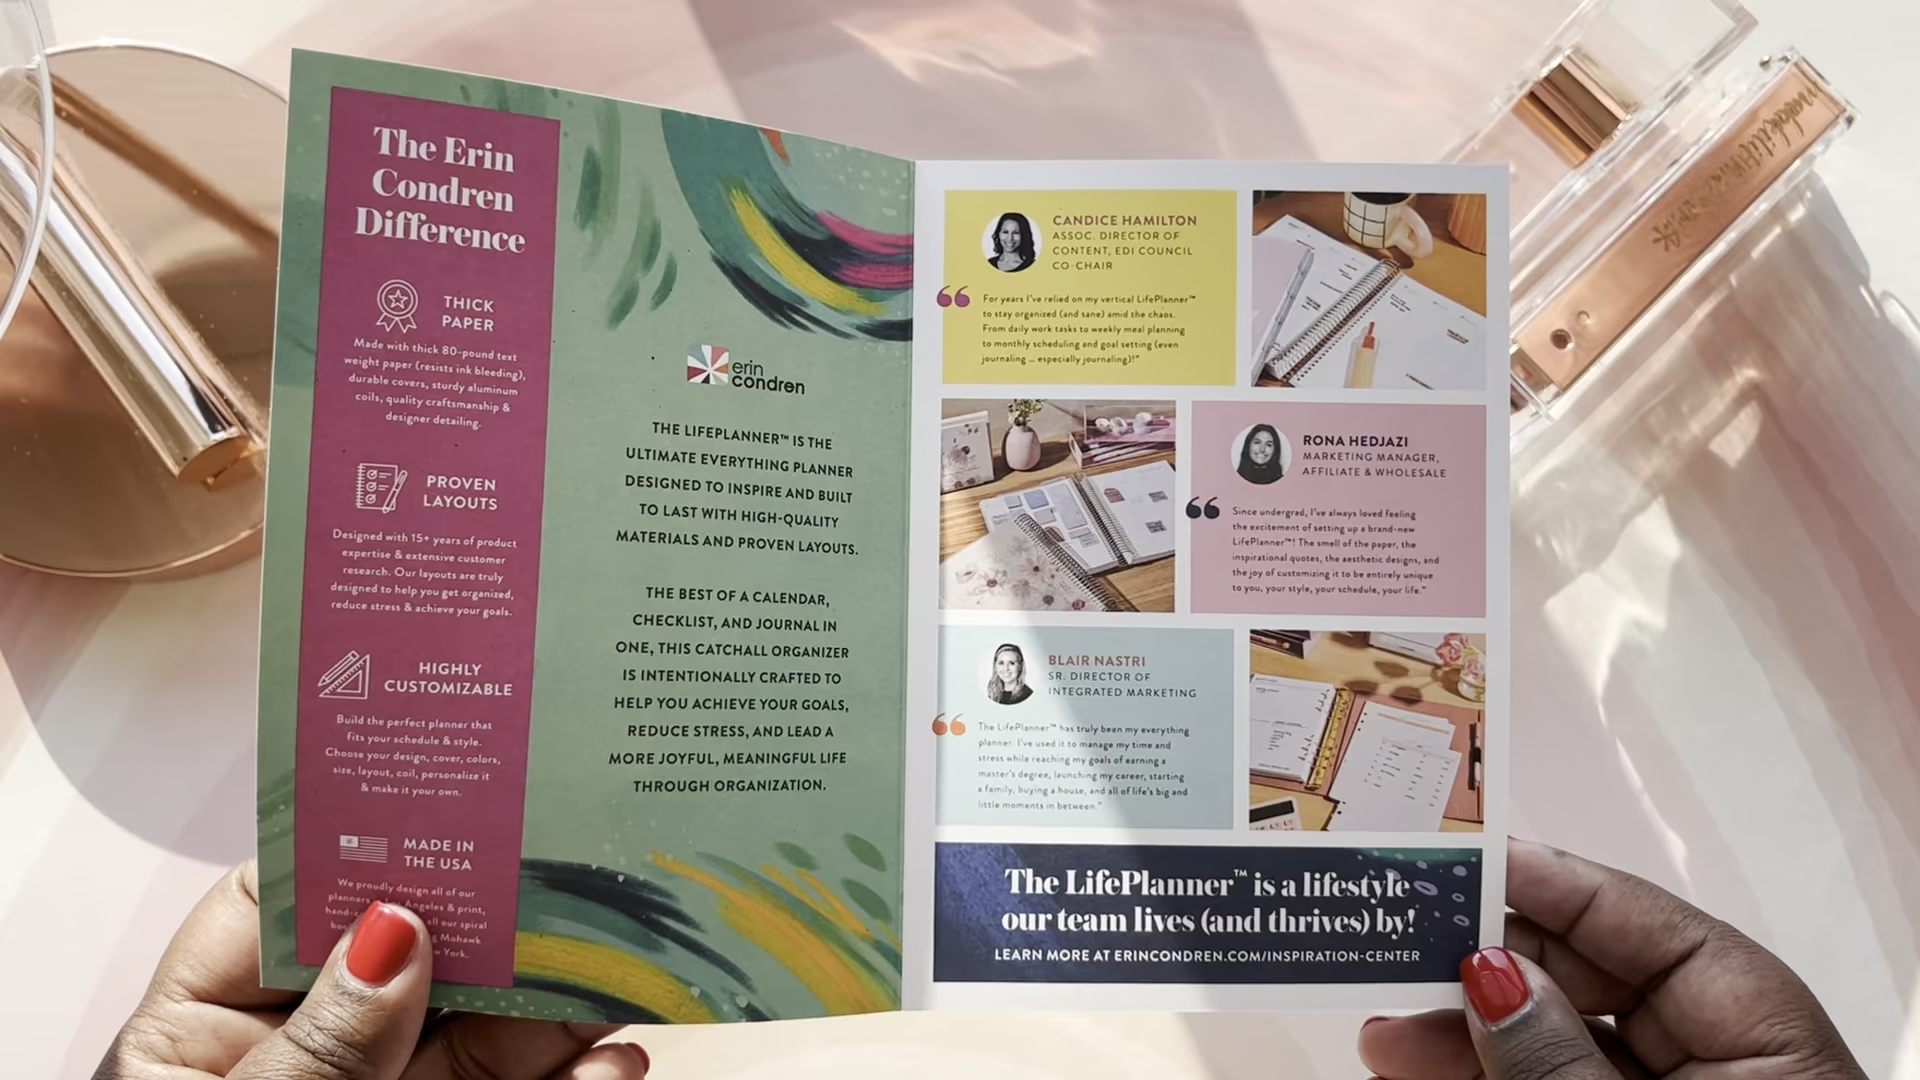 The Erin
Condren
Difference
THICK
PAPER
Made with thick 80-pound text
weight paper (resists ink bleeding),
durable covers, sturdy aluminum
coils, quality craftsmanship &
designer detailing.
PROVEN
LAYOUTS
Designed with 15+ years of product
expertise & extensive customer
research. Our layouts are truly
designed to help you get organized,
reduce stress & achieve your goals.
HIGHLY
CUSTOMIZABLE
Build the perfect planner that
fits your schedule & style.
Choose your design, cover, colors,
size, layout, coil, personalize it
& make it your own.
MADE IN
THE USA
We proudly design all of our
planners Angeles & print,
all our spiral
Mohawk
York.
erin
condren
THE LIFEPLANNER™ IS THE
ULTIMATE EVERYTHING PLANNER
DESIGNED TO INSPIRE AND BUILT
TO LAST WITH HIGH-QUALITY
MATERIALS AND PROVEN LAYOUTS.
THE BEST OF A CALENDAR,
CHECKLIST, AND JOURNAL IN
ONE, THIS CATCHALL ORGANIZER
IS INTENTIONALLY CRAFTED TO
HELP YOU ACHIEVE YOUR GOALS,
REDUCE STRESS, AND LEAD A
MORE JOYFUL, MEANINGFUL LIFE
THROUGH ORGANIZATION.
CANDICE HAMILTON
ASSOC. DIRECTOR OF
CONTENT, EDI COUNCIL
CO-CHAIR
“For years I've relied on my vertical LifePlanner™
to stay organized (and sane) amid the chaos.
From daily work tasks to weekly meal planning
to monthly scheduling and goal setting (even
journaling ... especially journaling)!”
RONA HEDJAZI
MARKETING MANAGER,
AFFILIATE & WHOLESALE
“Since undergrad, I've always loved feeling
the excitement of setting up a brand-new
LifePlanner™! The smell of the paper, the
inspirational quotes, the aesthetic designs, and
the joy of customizing it to be entirely unique
to you, your style, your schedule, your life.”
BLAIR NASTRI
SR. DIRECTOR OF
INTEGRATED MARKETING
“The LifePlanner™ has truly been my everything
planner. I've used it to manage my time and
stress while reaching my goals of earning a
master's degree, launching my career, starting
a family, buying a house, and all of life's big and
little moments in between.”
The LifePlanner™ is a lifestyle
our team lives (and thrives) by!
LEARN MORE AT ERINCONDREN.COM/INSPIRATION-CENTER